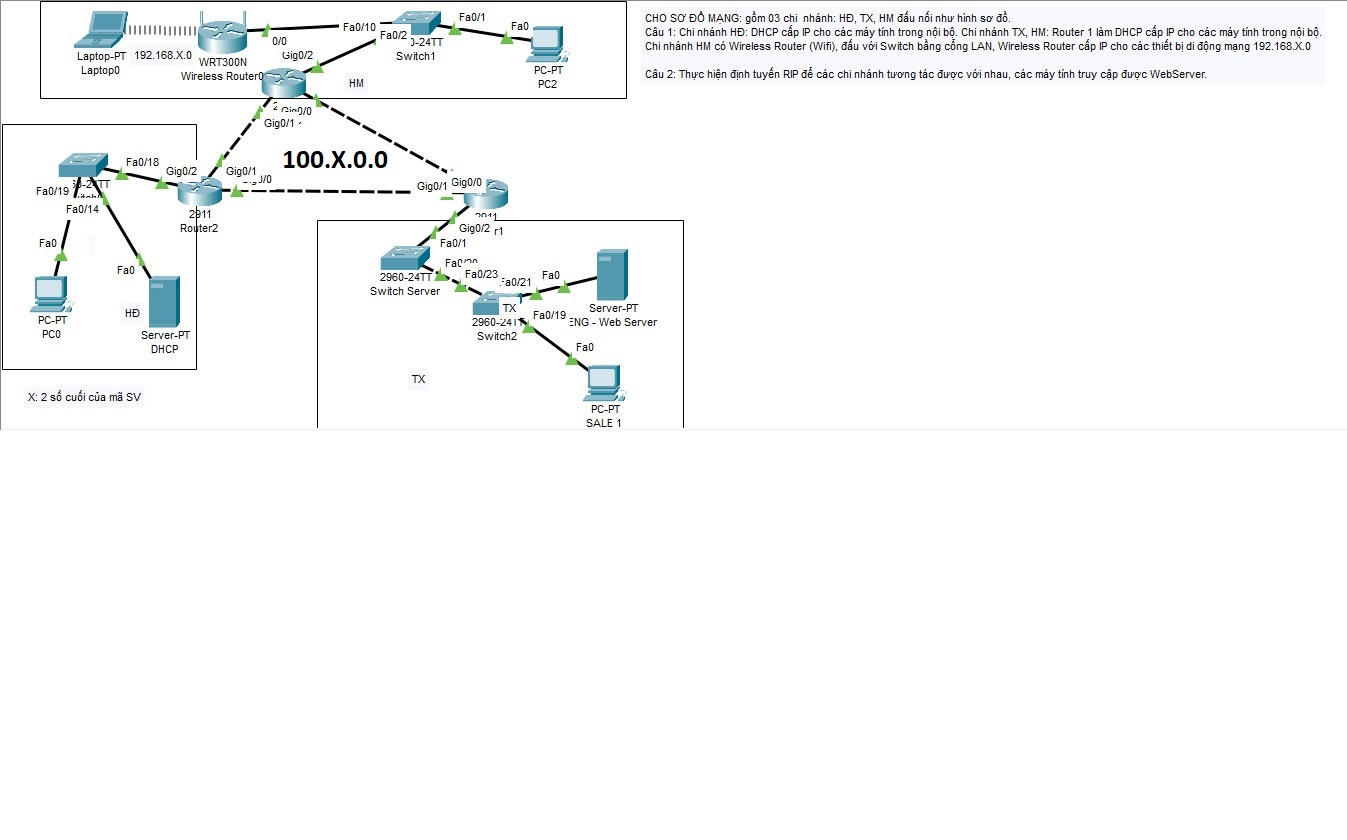 CHO SƠ ĐỒ MẠNG: gồm 03 chi nhánh: HĐ, TX, HM đấu nối như hình sơ đồ.
Câu 1: Chi nhánh HĐ: DHCP cấp IP cho các máy tính trong nội bộ. Chi nhánh TX, HM: Router 1 làm DHCP cấp IP cho các máy tính trong nội bộ.
Chi nhánh HM có Wireless Router (Wifi), đấu với Switch bằng cổng LAN, Wireless Router cấp IP cho các thiết bị di động mạng 192.168.X.0
Câu 2: Thực hiện định tuyến RIP để các chi nhánh tương tác được với nhau, các máy tính truy cập được WebServer.
Laptop-PT
Laptop0
192.168.X.0
WRT300N
Wireless Router0
0/0
Fa0/10
Fa0/2
Gig0/2
Fa0/1
Switch1
Fa0
PC-PT
PC2
HM
Gig0/0
Gig0/1
100.X.0.0
Fa0/18
Gig0/2
Gig0/1
Fa0/19
Fa0/14
2911
Router2
Fa0
Fa0
PC-PT
PC0
HĐ
Server-PT
DHCP
X: 2 số cuối của mã SV
Gig0/1
Gig0/0
2911
Gig0/2
Fa0/1
2960-24TT
Switch Server
Fa0/20
Fa0/23
Fa0/21
Fa0
TX
2960-24TT
Switch2
Fa0/19
Server-PT
ENG - Web Server
Fa0
PC-PT
SALE 1
TX